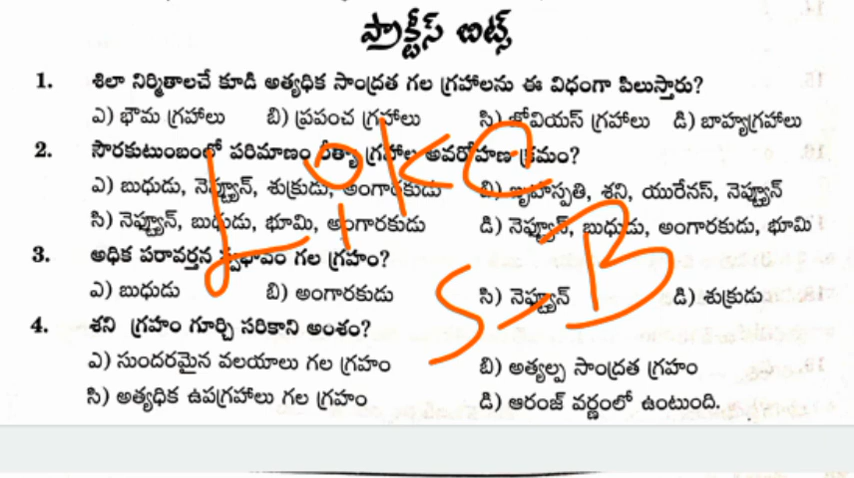 ప్రాక్టీస్ బిట్స్
1. శిలా నిర్మితాలచే కూడి అత్యధిక సాంద్రత గల గ్రహాలను ఈ విధంగా పిలుస్తారు?
ఎ) భౌమ గ్రహాలు బి) ప్రపంచ గ్రహాలు సి) జోవియన్ గ్రహాలు డి) బాహ్యగ్రహాలు
2. సౌరకుటుంబంలో పరిమాణం రీత్యా గ్రహాల అవరోహణ క్రమం?
ఎ) బుధుడు, నెప్ట్యూన్, శుక్రుడు, అంగారకుడు బి) బృహస్పతి, శని, యురేనస్, నెప్ట్యూన్
సి) నెప్ట్యూన్, బుధుడు, భూమి, అంగారకుడు డి) నెప్ట్యూన్, బుధుడు, అంగారకుడు, భూమి
3. అధిక పరావర్తన స్వభావం గల గ్రహం?
ఎ) బుధుడు బి) అంగారకుడు సి) నెప్ట్యూన్ డి) శుక్రుడు
4. శని గ్రహం గూర్చి సరికాని అంశం?
ఎ) సుందరమైన వలయాలు గల గ్రహం బి) అత్యల్ప సాంద్రత గ్రహం
సి) అత్యధిక ఉపగ్రహాలు గల గ్రహం డి) ఆరంజ్ వర్ణంలో ఉంటుంది.